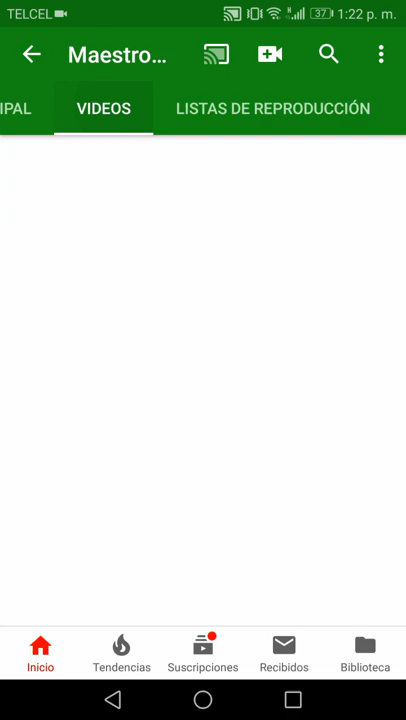 TELCEL 37 1:22 p. m.
Maestro...
IPAL VIDEOS LISTAS DE REPRODUCCIÓN
Inicio Tendencias Suscripciones Recibidos Biblioteca